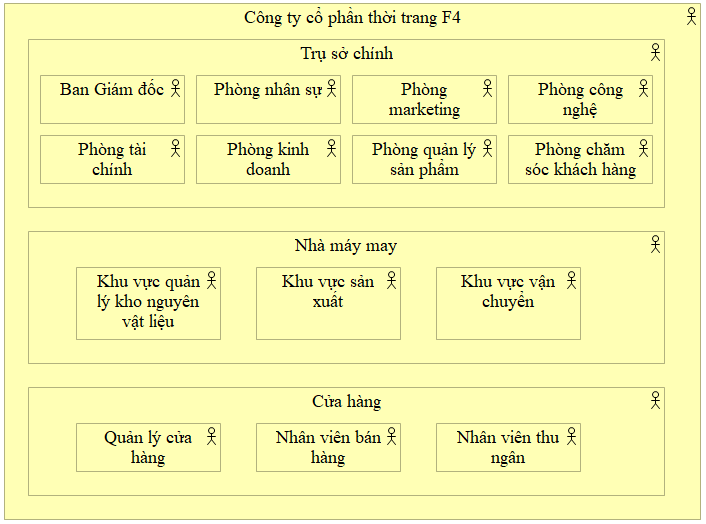 Công ty cổ phần thời trang F4
Trụ sở chính
Ban Giám đốc
Phòng nhân sự
Phòng
marketing
Phòng công
nghệ
Phòng tài
chính
Phòng kinh
doanh
Phòng quản lý
sản phẩm
Phòng chăm
sóc khách hàng
Nhà máy may
Khu vực quản
lý kho nguyên
vật liệu
Khu vực sản
xuất
Khu vực vận
chuyển
Cửa hàng
Quản lý cửa
hàng
Nhân viên bán
hàng
Nhân viên thu
ngân